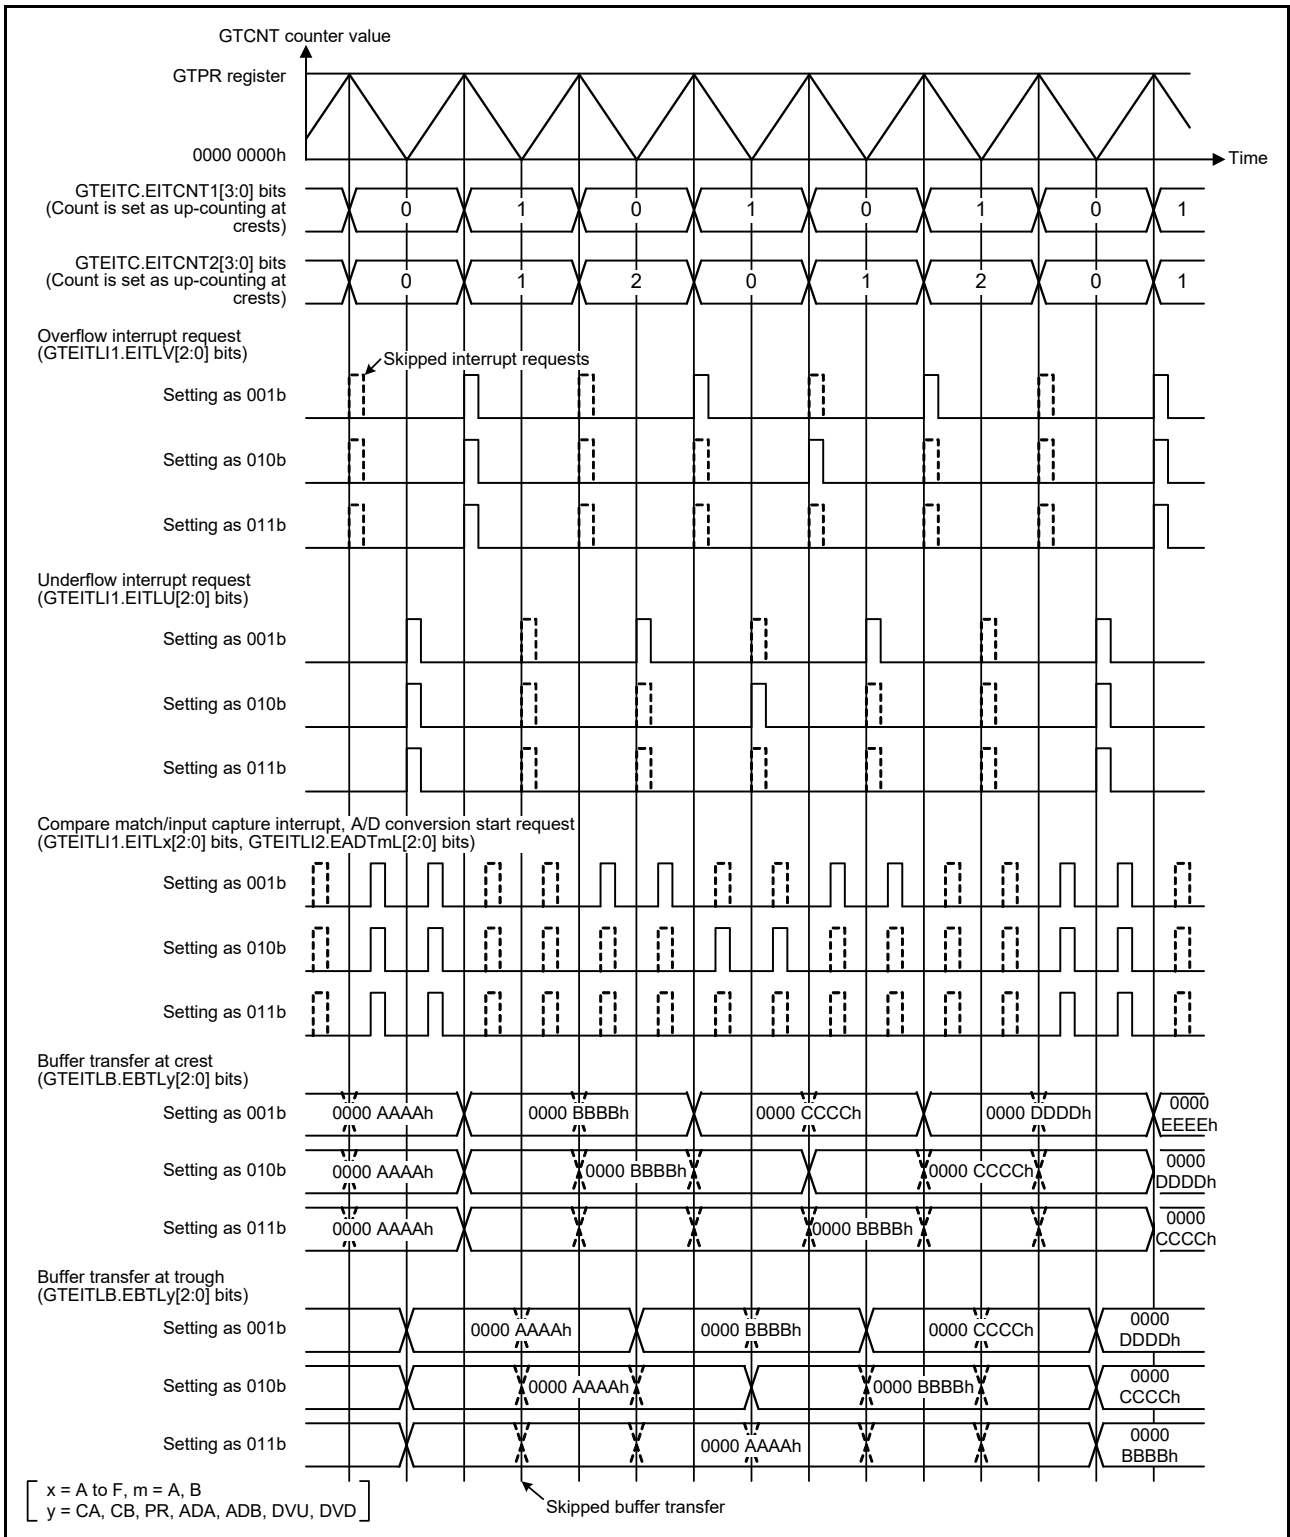 GTCNT counter value
GTPR register
0000 0000h
Time
GTEITC.EITCNT1[3:0] bits
(Count is set as up-counting at
crests)
0 1 0 1 0 1 0 1
GTEITC.EITCNT2[3:0] bits
(Count is set as up-counting at
crests)
0 1 2 0 1 2 0 1
Overflow interrupt request
(GTEITLI1.EITLV[2:0] bits)
Skipped interrupt requests
Setting as 001b
Setting as 010b
Setting as 011b
Underflow interrupt request
(GTEITLI1.EITLU[2:0] bits)
Setting as 001b
Setting as 010b
Setting as 011b
Compare match/input capture interrupt, A/D conversion start request
(GTEITLI1.EITLx[2:0] bits, GTEITLI2.EADTmL[2:0] bits)
Setting as 001b
Setting as 010b
Setting as 011b
Buffer transfer at crest
(GTEITLB.EBTLy[2:0] bits)
Setting as 001b 0000 AAAAh 0000 BBBBh 0000 CCCCh 0000 DDDDh 0000
EEEEh
Setting as 010b 0000 AAAAh 0000 BBBBh 0000 CCCCh 0000
DDDDh
Setting as 011b 0000 AAAAh 0000 BBBBh 0000
CCCCh
Buffer transfer at trough
(GTEITLB.EBTLy[2:0] bits)
Setting as 001b 0000 AAAAh 0000 BBBBh 0000 CCCCh 0000
DDDDh
Setting as 010b 0000 AAAAh 0000 BBBBh 0000
CCCCh
Setting as 011b 0000 AAAAh 0000
BBBBh
x = A to F, m = A, B
y = CA, CB, PR, ADA, ADB, DVU, DVD
Skipped buffer transfer